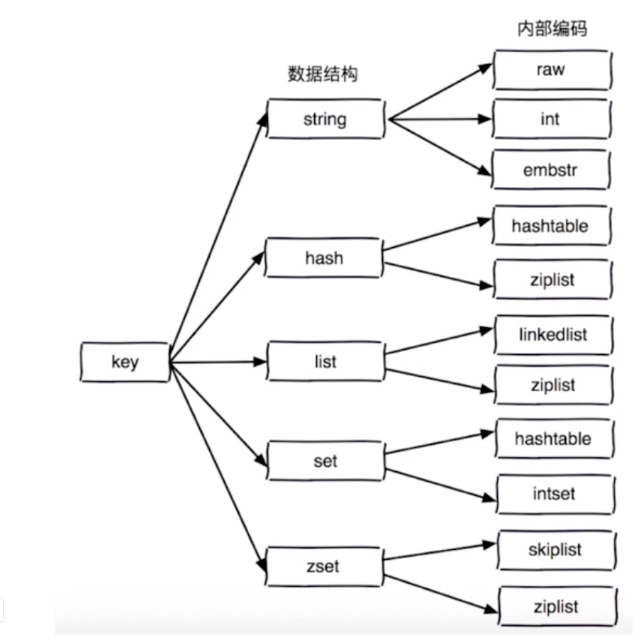 内部编码
数据结构
raw
string
int
embstr
hashtable
hash
ziplist
linkedlist
key
list
ziplist
hashtable
set
intset
skiplist
zset
ziplist